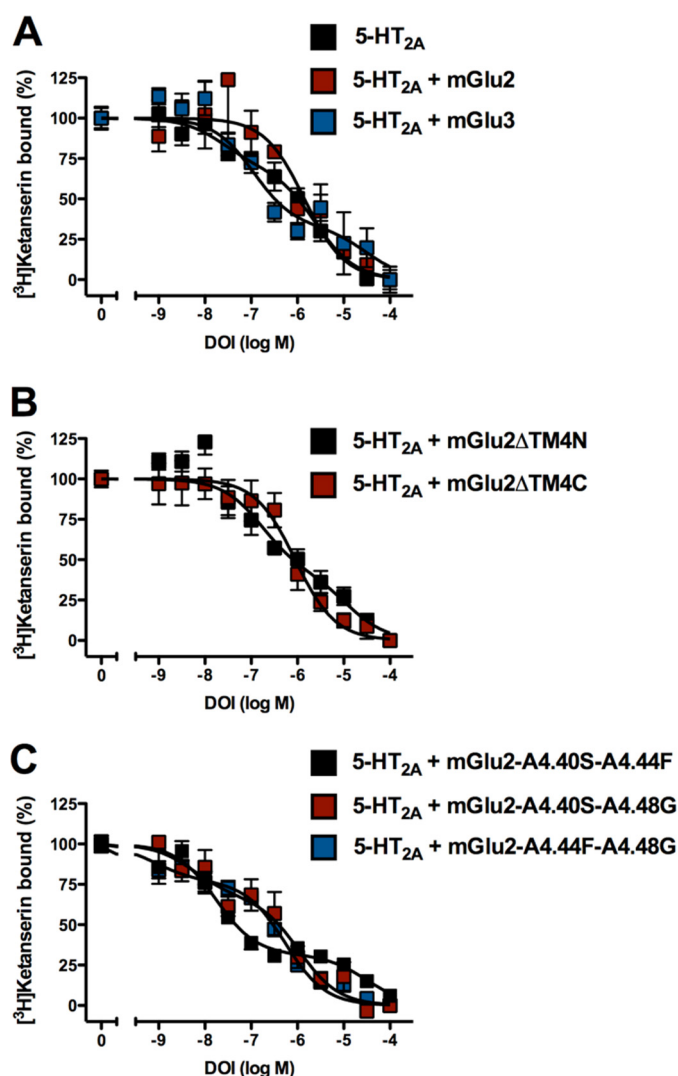 A
5-HT2A
5-HT2A + mGlu2
5-HT2A + mGlu3
[3H]Ketanserin bound (%)
125
100
75
50
25
0
0 -9 -8 -7 -6 -5 -4
DOI (log M)
B
5-HT2A + mGlu2ΔTM4N
5-HT2A + mGlu2ΔTM4C
[3H]Ketanserin bound (%)
125
100
75
50
25
0
0 -9 -8 -7 -6 -5 -4
DOI (log M)
C
5-HT2A + mGlu2-A4.40S-A4.44F
5-HT2A + mGlu2-A4.40S-A4.48G
5-HT2A + mGlu2-A4.44F-A4.48G
[3H]Ketanserin bound (%)
125
100
75
50
25
0
0 -9 -8 -7 -6 -5 -4
DOI (log M)